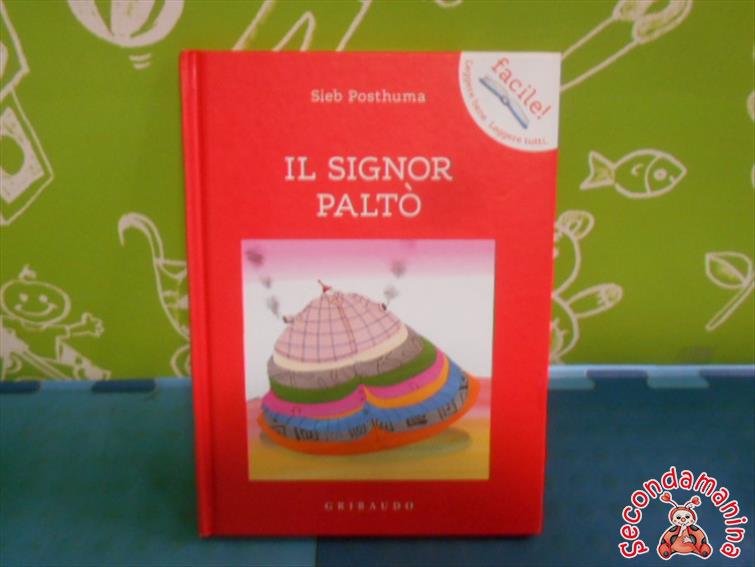 Sieb Posthuma
facile!
Leggere bene. Leggere tutti.
IL SIGNOR
PALTÒ
GRIBAUDO
Secondamanina